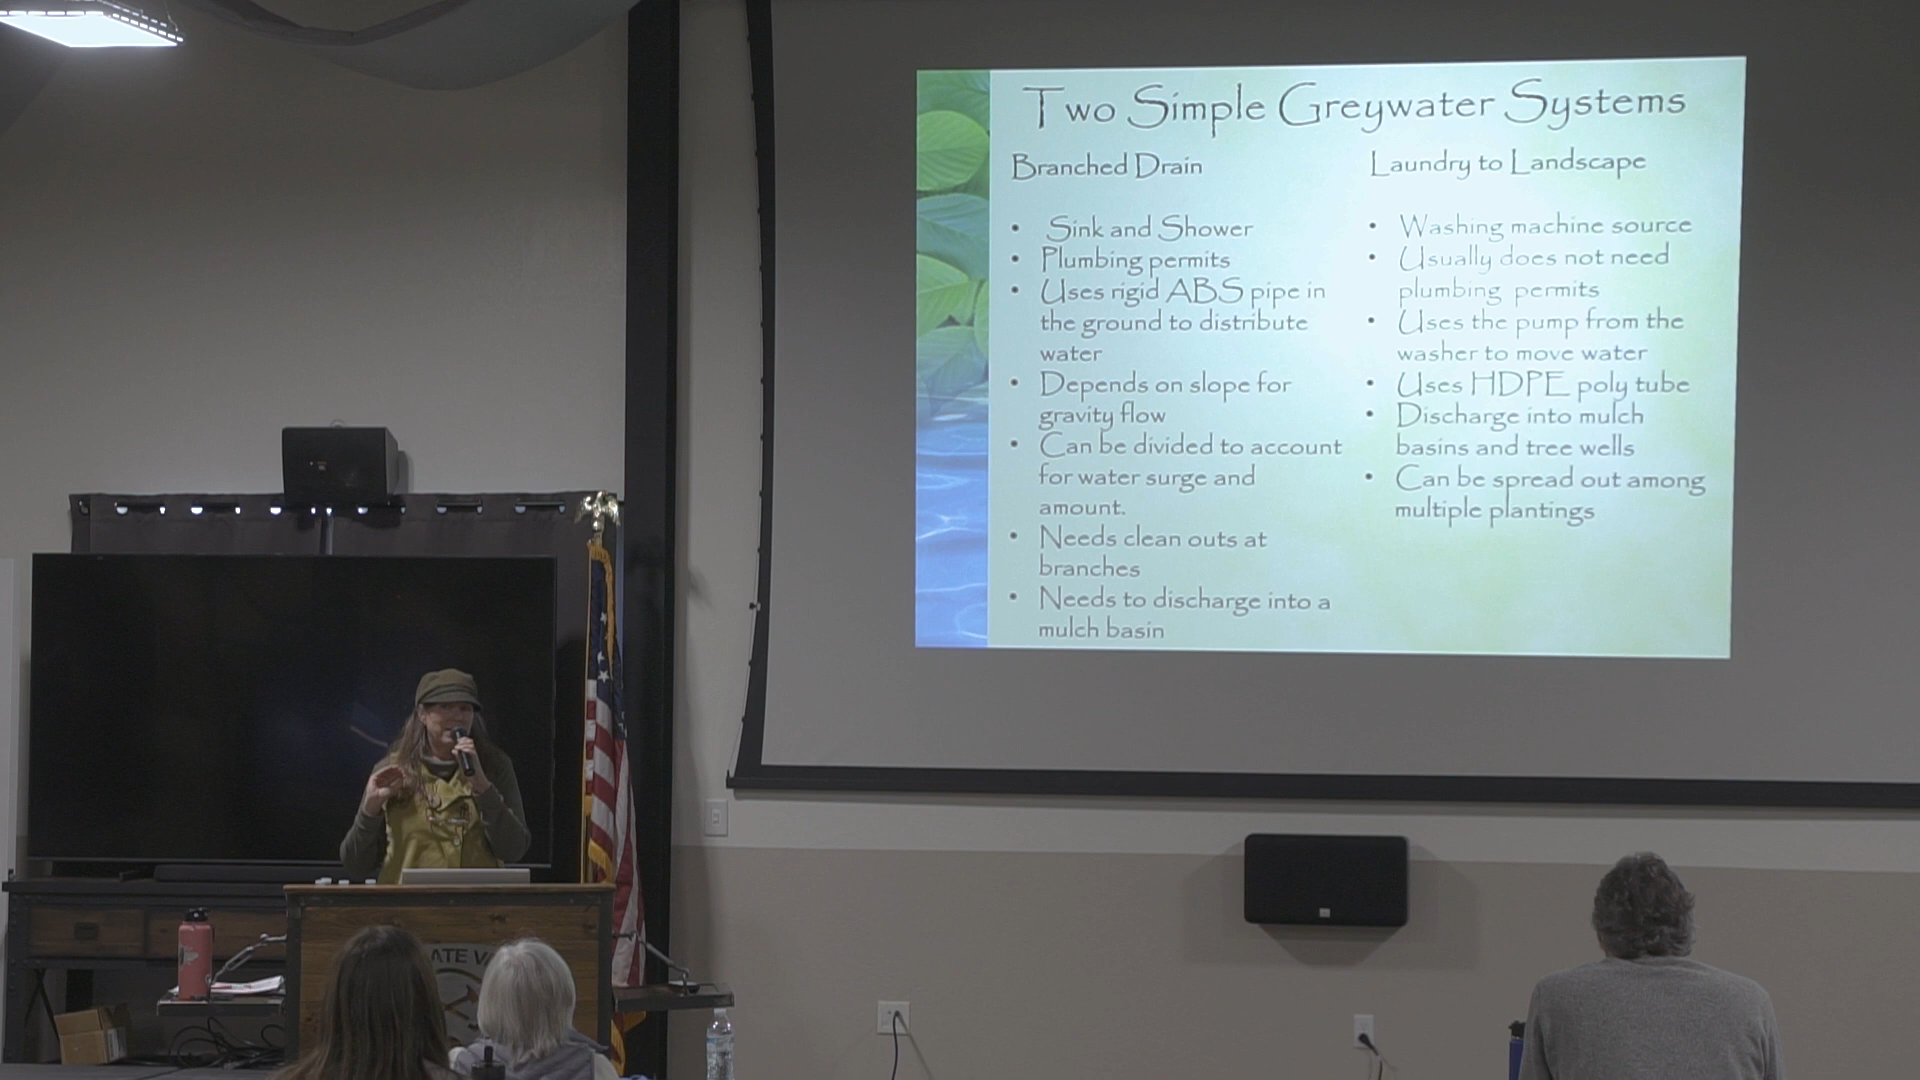 Two Simple Greywater Systems
Branched Drain
• Sink and Shower
• Plumbing permits
• Uses rigid ABS pipe in
the ground to distribute
water
• Depends on slope for
gravity flow
• Can be divided to account
for water surge and
amount.
• Needs clean outs at
branches
• Needs to discharge into a
mulch basin
Laundry to Landscape
• Washing machine source
• Usually does not need
plumbing permits
• Uses the pump from the
washer to move water
• Uses HDPE poly tube
• Discharge into mulch
basins and tree wells
• Can be spread out among
multiple plantings